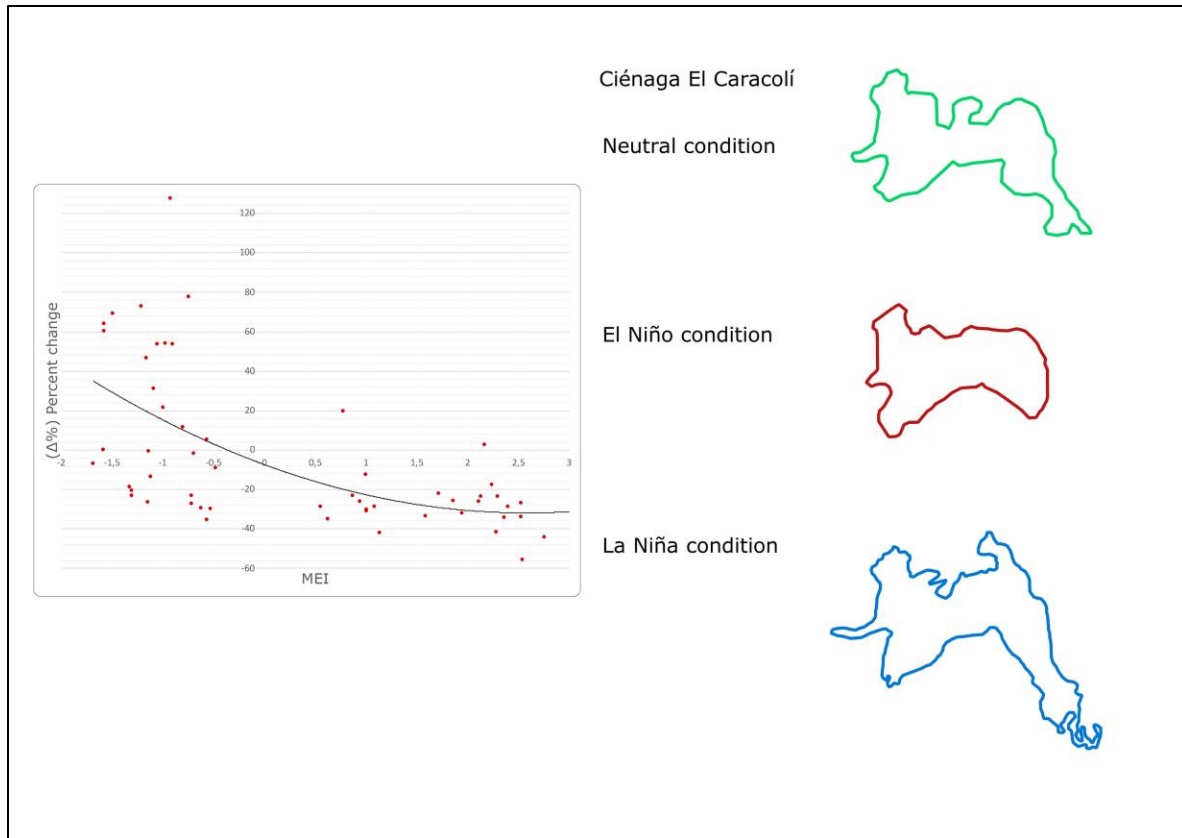 Ciénaga El Caracolí
Neutral condition
120
100
80
60
40
20
0
-20
-40
-60
-2 -1,5 -1 -0,5 0 0,5 1 1,5 2 2,5 3
(Δ%) Percent change
MEI
El Niño condition
La Niña condition